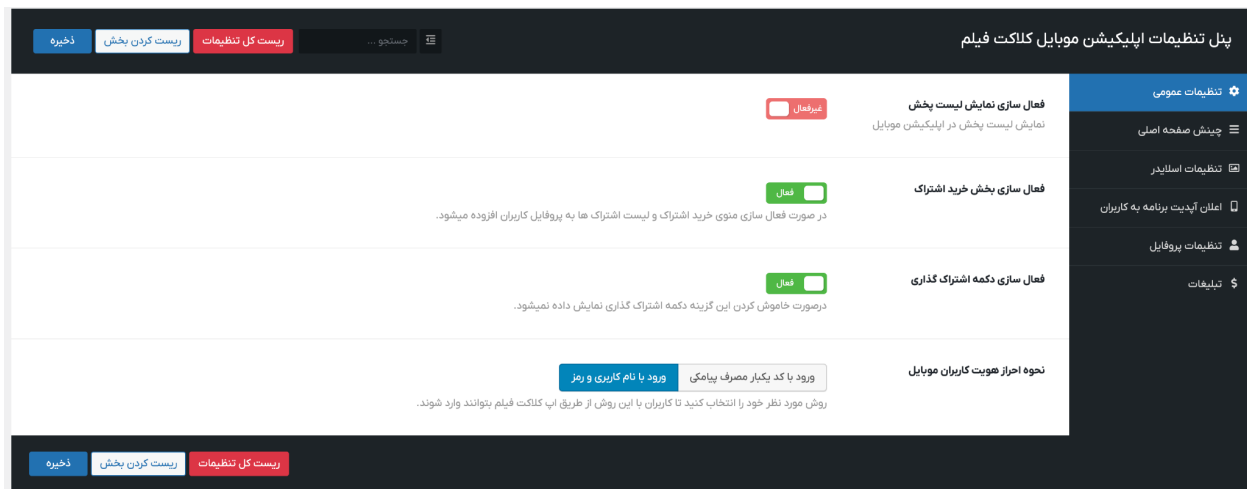 پنل تنظیمات اپلیکیشن موبایل کلاکت فیلم
جستجو ...
ریست کل تنظیمات
ریست کردن بخش
ذخیره
تنظیمات عمومی
چینش صفحه اصلی
تنظیمات اسلایدر
اعلان آپدیت برنامه به کاربران
تنظیمات پروفایل
تبلیغات
فعال سازی نمایش لیست پخش
نمایش لیست پخش در اپلیکیشن موبایل
غیرفعال
فعال سازی بخش خرید اشتراک
فعال
در صورت فعال سازی منوی خرید اشتراک و لیست اشتراک ها به پروفایل کاربران افزوده میشود.
فعال سازی دکمه اشتراک گذاری
فعال
درصورت خاموش کردن این گزینه دکمه اشتراک گذاری نمایش داده نمیشود.
نحوه احراز هویت کاربران موبایل
ورود با کد یکبار مصرف پیامکی
ورود با نام کاربری و رمز
روش مورد نظر خود را انتخاب کنید تا کاربران با این روش از طریق اپ کلاکت فیلم بتوانند وارد شوند.
ریست کل تنظیمات
ریست کردن بخش
ذخیره